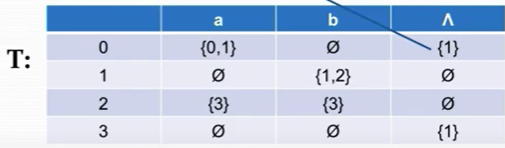 a b Λ
T:
0 {0,1} Ø {1}
1 Ø {1,2} Ø
2 {3} {3} Ø
3 Ø Ø {1}